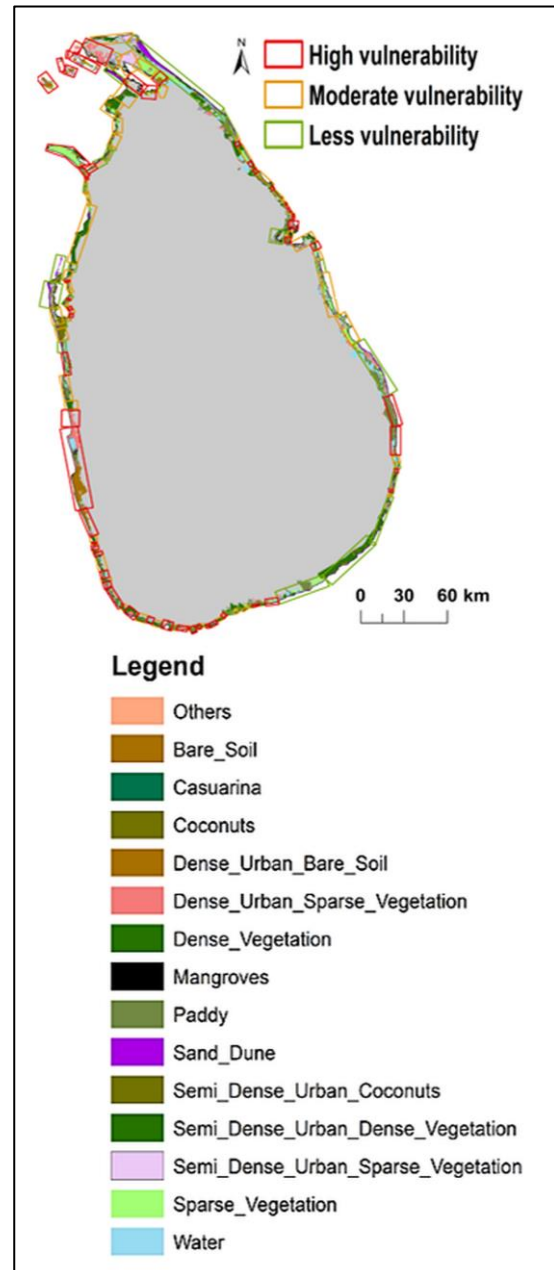 N
High vulnerability
Moderate vulnerability
Less vulnerability
0 30 60 km
Legend
Others
Bare_Soil
Casuarina
Coconuts
Dense_Urban_Bare_Soil
Dense_Urban_Sparse_Vegetation
Dense_Vegetation
Mangroves
Paddy
Sand_Dune
Semi_Dense_Urban_Coconuts
Semi_Dense_Urban_Dense_Vegetation
Semi_Dense_Urban_Sparse_Vegetation
Sparse_Vegetation
Water